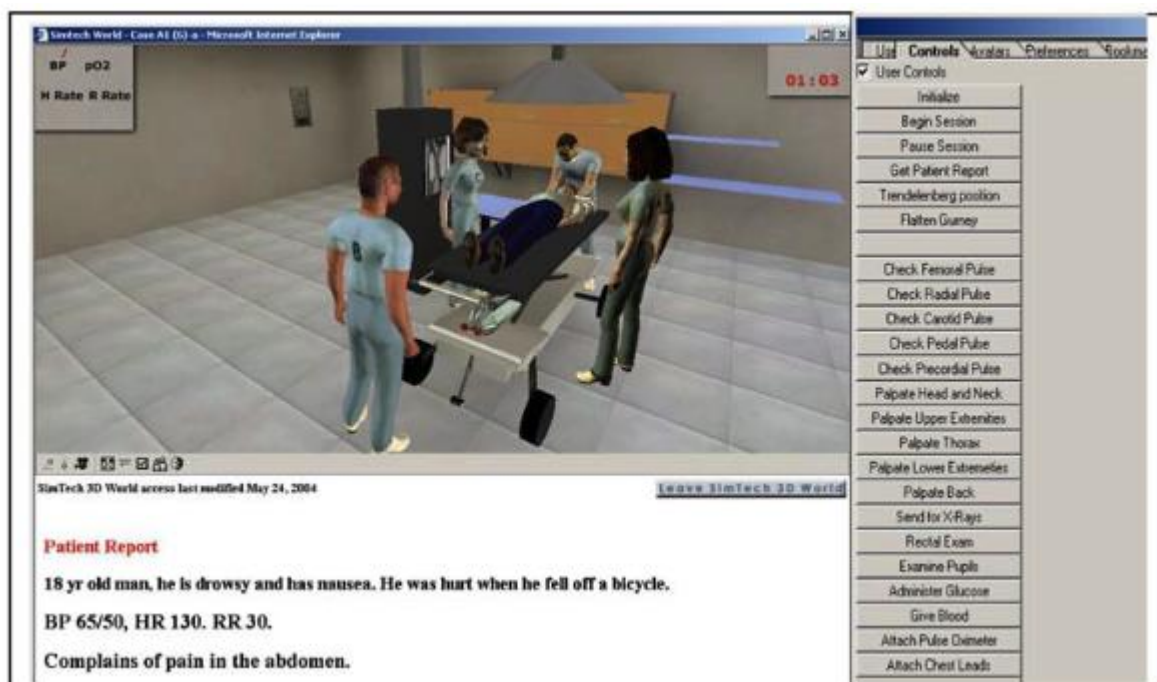 Simtech World - Case A1 (G)-a - Microsoft Internet Explorer
BP pO2
H Rate R Rate
01:03
SimTech 3D World access last modified May 24, 2004
Leave SimTech 3D World
Patient Report
18 yr old man, he is drowsy and has nausea. He was hurt when he fell off a bicycle.
BP 65/50, HR 130. RR 30.
Complains of pain in the abdomen.
Use Controls Avatars Preferences Bookma
User Controls
Initialize
Begin Session
Pause Session
Get Patient Report
Trendelenberg position
Flatten Gurney
Check Femoral Pulse
Check Radial Pulse
Check Carotid Pulse
Check Pedal Pulse
Check Precordial Pulse
Palpate Head and Neck
Palpate Upper Extremities
Palpate Thorax
Palpate Lower Extremeties
Palpate Back
Send for X-Rays
Rectal Exam
Examine Pupils
Administer Glucose
Give Blood
Attach Pulse Oximeter
Attach Chest Leads